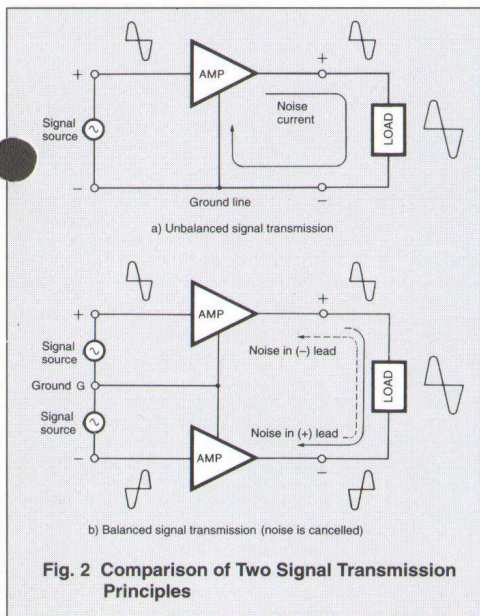 +
AMP
+
Signal
source
Noise
current
LOAD
−
Ground line
−
a) Unbalanced signal transmission
+
AMP
+
Signal
source
Noise in (−) lead
Ground G
LOAD
Signal
source
Noise in (+) lead
−
AMP
−
b) Balanced signal transmission (noise is cancelled)
Fig. 2 Comparison of Two Signal Transmission
Principles